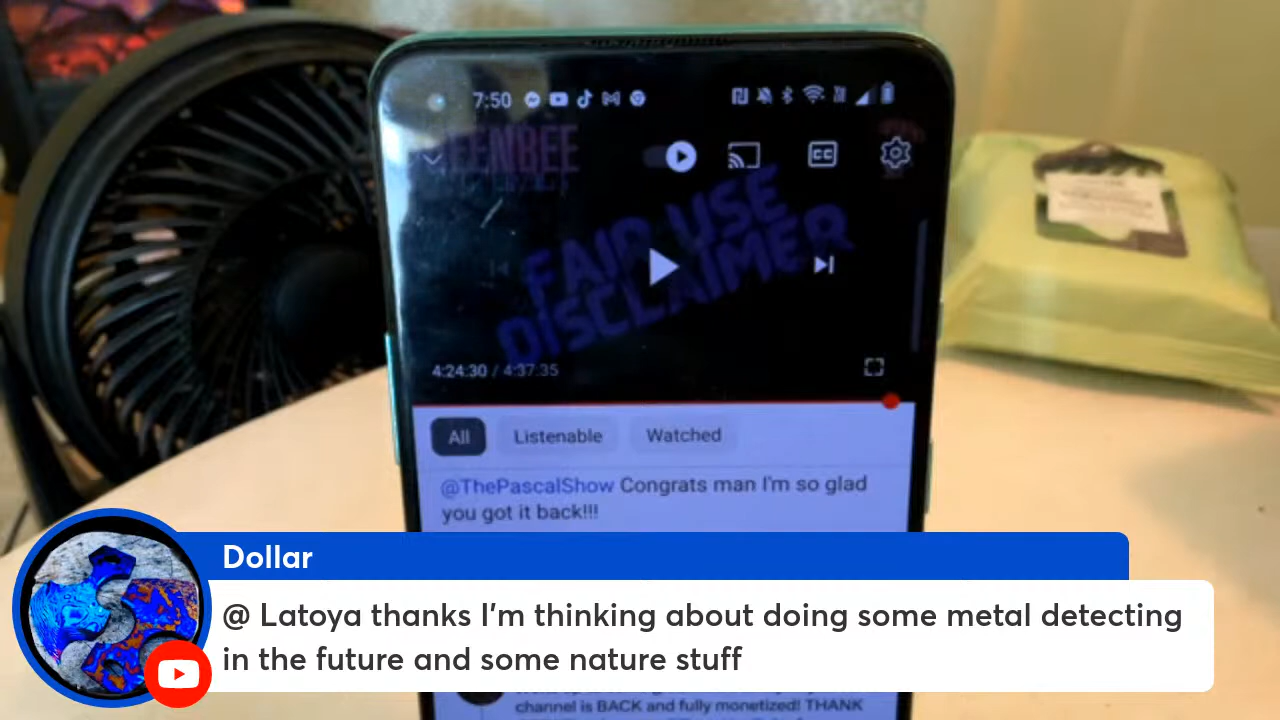 7:50
FAIR USE
DISCLAIMER
CC
4:24:30 / 4:37:35
All Listenable Watched
@ThePascalShow Congrats man I'm so glad
you got it back!!!
Dollar
@ Latoya thanks I'm thinking about doing some metal detecting
in the future and some nature stuff
channel is BACK and fully monetized! THANK